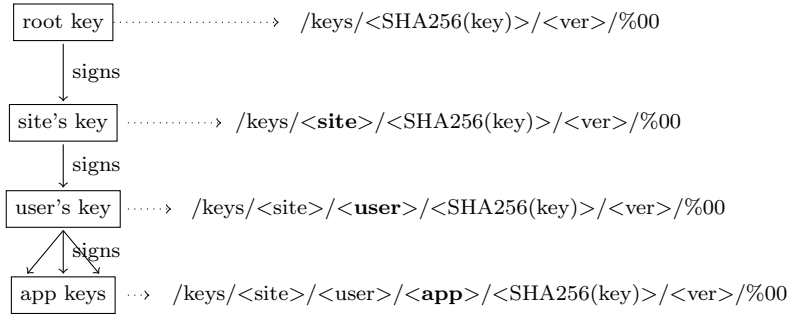 root key /keys/<SHA256(key)>/<ver>/%00
signs
site's key /keys/<site>/<SHA256(key)>/<ver>/%00
signs
user's key /keys/<site>/<user>/<SHA256(key)>/<ver>/%00
signs
app keys /keys/<site>/<user>/<app>/<SHA256(key)>/<ver>/%00